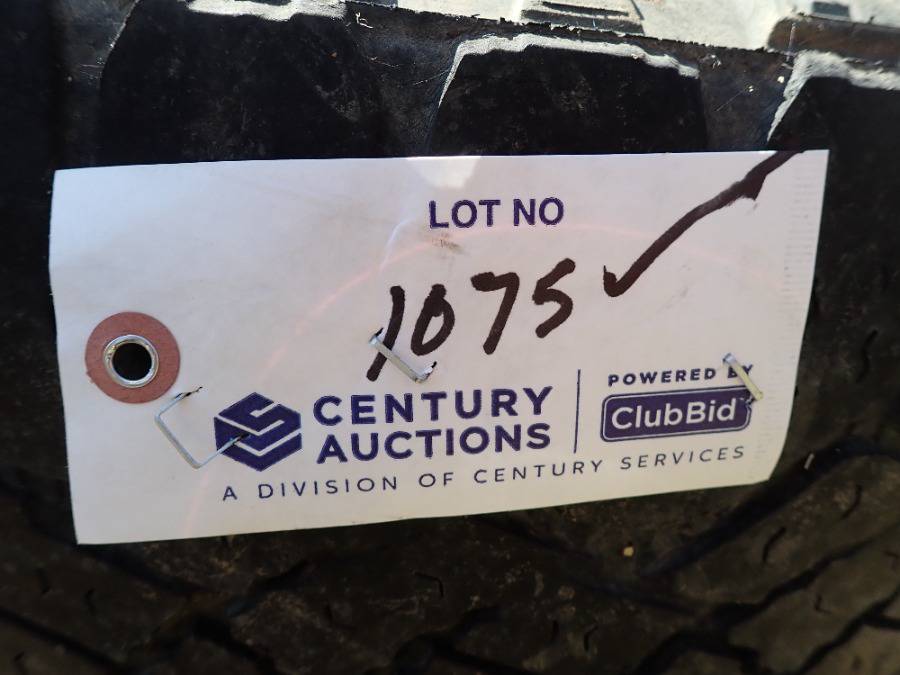 LOT NO
1075
CENTURY
AUCTIONS
POWERED BY
ClubBid
A DIVISION OF CENTURY SERVICES